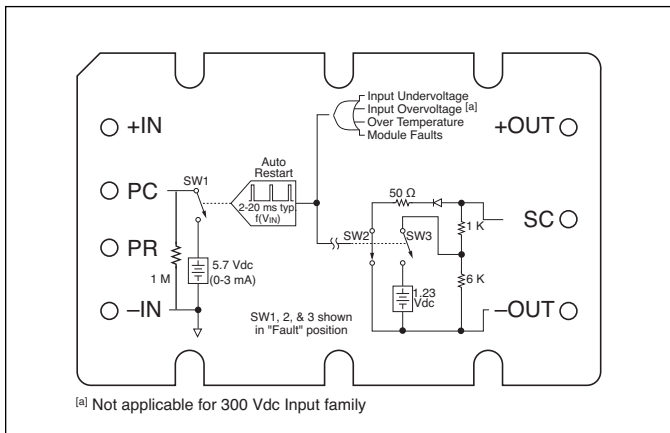 Input Undervoltage
Input Overvoltage [a]
Over Temperature
Module Faults
+IN
+OUT
Auto
Restart
SW1
PC
2-20 ms typ.
f(VIN)
50 Ω
SC
SW2
SW3
1 K
PR
5.7 Vdc
(0-3 mA)
1 M
6 K
1.23
Vdc
–IN
–OUT
SW1, 2, & 3 shown
in "Fault" position
[a] Not applicable for 300 Vdc Input family